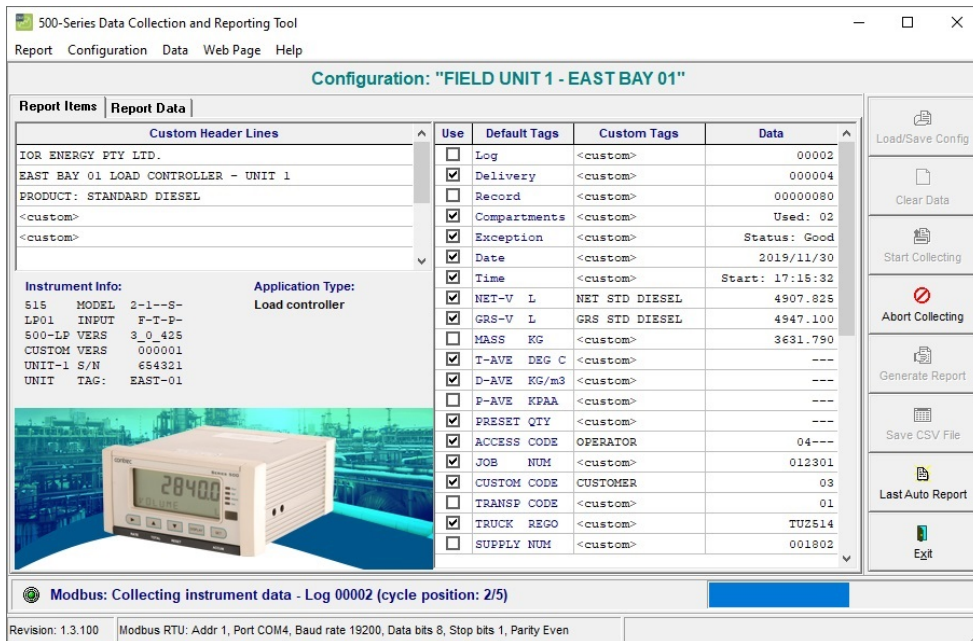 500-Series Data Collection and Reporting Tool
Report Configuration Data Web Page Help
Configuration: "FIELD UNIT 1 - EAST BAY 01"
Report Items Report Data
Custom Header Lines
IOR ENERGY PTY LTD.
EAST BAY 01 LOAD CONTROLLER - UNIT 1
PRODUCT: STANDARD DIESEL
<custom>
<custom>
Instrument Info:
515 MODEL 2-1--S-
LP01 INPUT F-T-P-
500-LP VERS 3_0_425
CUSTOM VERS 000001
UNIT-1 S/N 654321
UNIT TAG: EAST-01
Application Type:
Load controller
contrec
Series 500
2840.0
VOLUME
DISPLAY
SET
Use Default Tags Custom Tags Data
Log <custom> 00002
Delivery <custom> 000004
Record <custom> 00000080
Compartments <custom> Used: 02
Exception <custom> Status: Good
Date <custom> 2019/11/30
Time <custom> Start: 17:15:32
NET-V L NET STD DIESEL 4907.825
GRS-V L GRS STD DIESEL 4947.100
MASS KG <custom> 3631.790
T-AVE DEG C <custom> ---
D-AVE KG/m3 <custom> ---
P-AVE KPAA <custom> ---
PRESET QTY <custom> ---
ACCESS CODE OPERATOR 04---
JOB NUM <custom> 012301
CUSTOM CODE CUSTOMER 03
TRANSP CODE <custom> 01
TRUCK REGO <custom> TUZ514
SUPPLY NUM <custom> 001802
Load/Save Config
Clear Data
Start Collecting
Abort Collecting
Generate Report
Save CSV File
Last Auto Report
Exit
Modbus: Collecting instrument data - Log 00002 (cycle position: 2/5)
Revision: 1.3.100 Modbus RTU: Addr 1, Port COM4, Baud rate 19200, Data bits 8, Stop bits 1, Parity Even